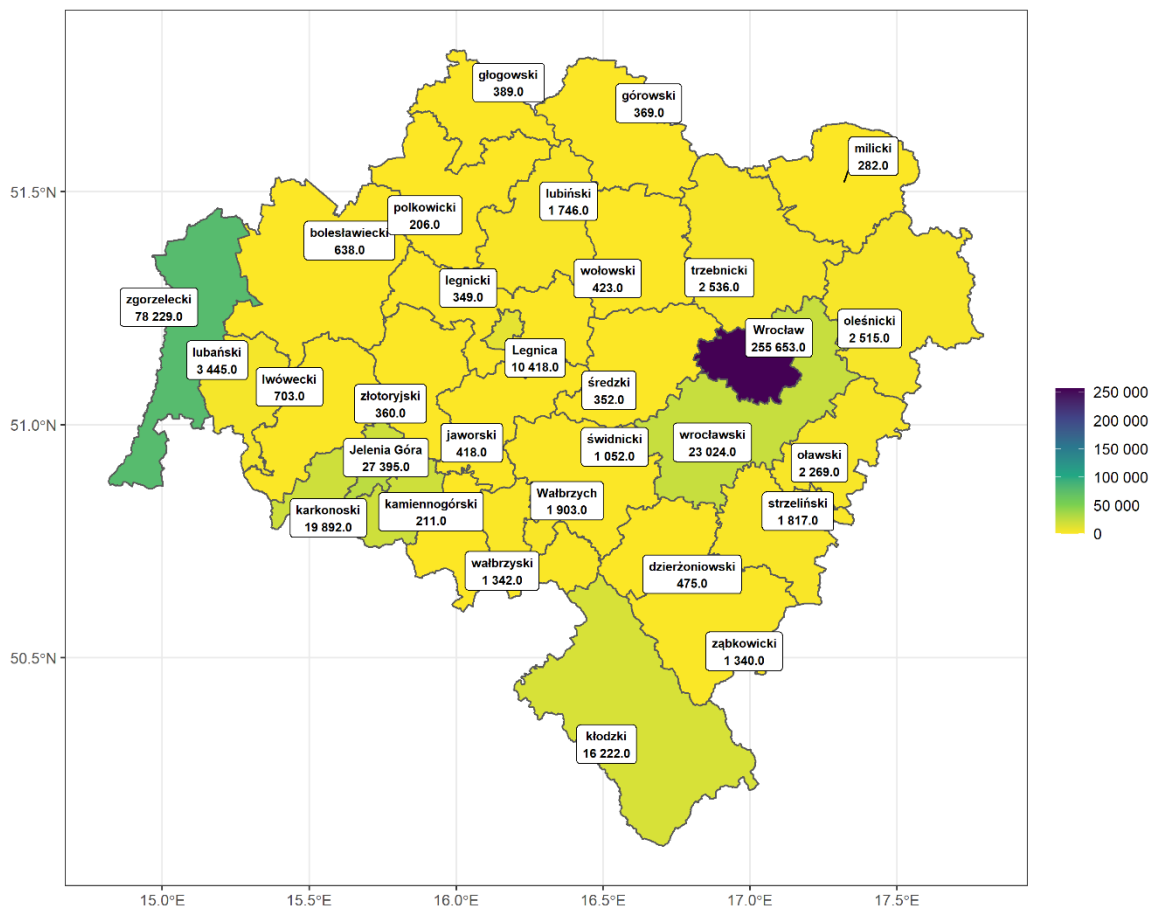 głogowski
389.0
górowski
369.0
milicki
282.0
51.5°N
lubiński
1 746.0
polkowicki
206.0
bolesławiecki
638.0
legnicki
349.0
wołowski
423.0
trzebnicki
2 536.0
zgorzelecki
78 229.0
Wrocław
255 653.0
oleśnicki
2 515.0
lubański
3 445.0
Legnica
10 418.0
lwówecki
703.0
złotoryjski
360.0
średzki
352.0
51.0°N
jaworski
418.0
świdnicki
1 052.0
wrocławski
23 024.0
Jelenia Góra
27 395.0
oławski
2 269.0
karkonoski
19 892.0
kamiennogórski
211.0
Wałbrzych
1 903.0
strzeliński
1 817.0
wałbrzyski
1 342.0
dzierżoniowski
475.0
50.5°N
ząbkowicki
1 340.0
kłodzki
16 222.0
15.0°E
15.5°E
16.0°E
16.5°E
17.0°E
17.5°E
250 000
200 000
150 000
100 000
50 000
0